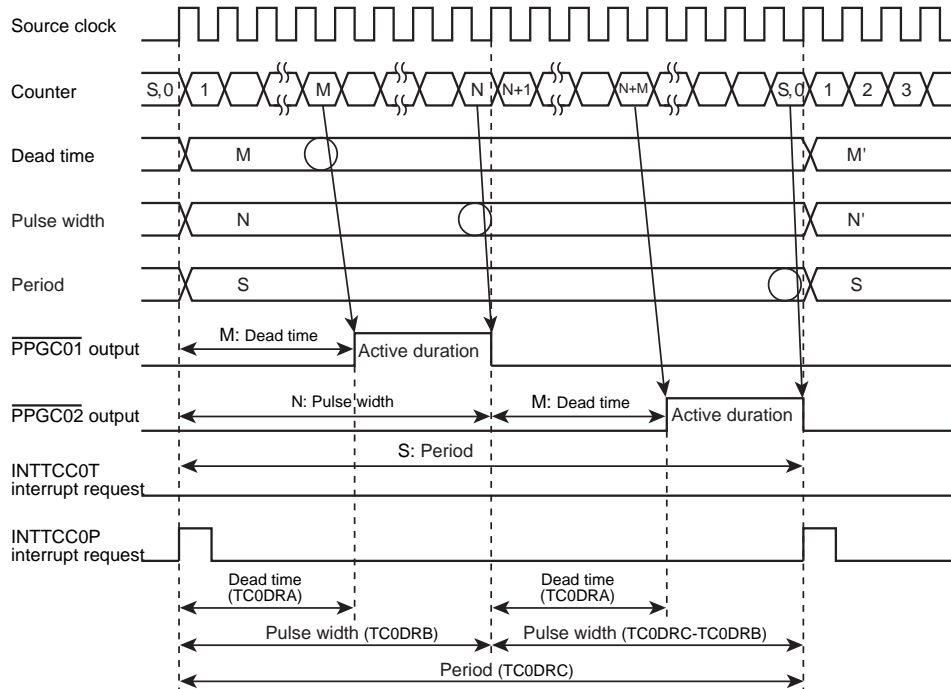 Source clock
Counter S,0 1 M N N+1 N+M S,0 1 2 3
Dead time M M'
Pulse width N N'
Period S S
M: Dead time
PPGC01 output Active duration
N: Pulse width M: Dead time
PPGC02 output Active duration
S: Period
INTTCC0T
interrupt request
INTTCC0P
interrupt request
Dead time
(TC0DRA)
Dead time
(TC0DRA)
Pulse width (TC0DRB) Pulse width (TC0DRC-TC0DRB)
Period (TC0DRC)